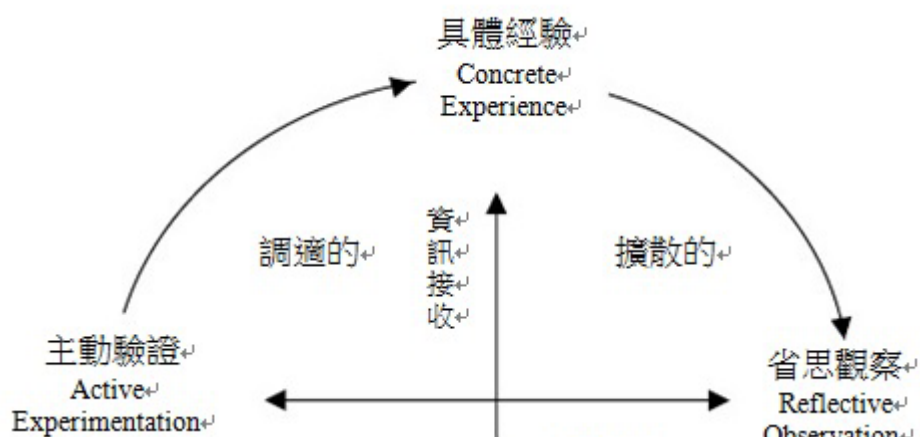 具體經驗
Concrete
Experience
調適的
資
訊
接
收
擴散的
主動驗證
Active
Experimentation
省思觀察
Reflective
Observation